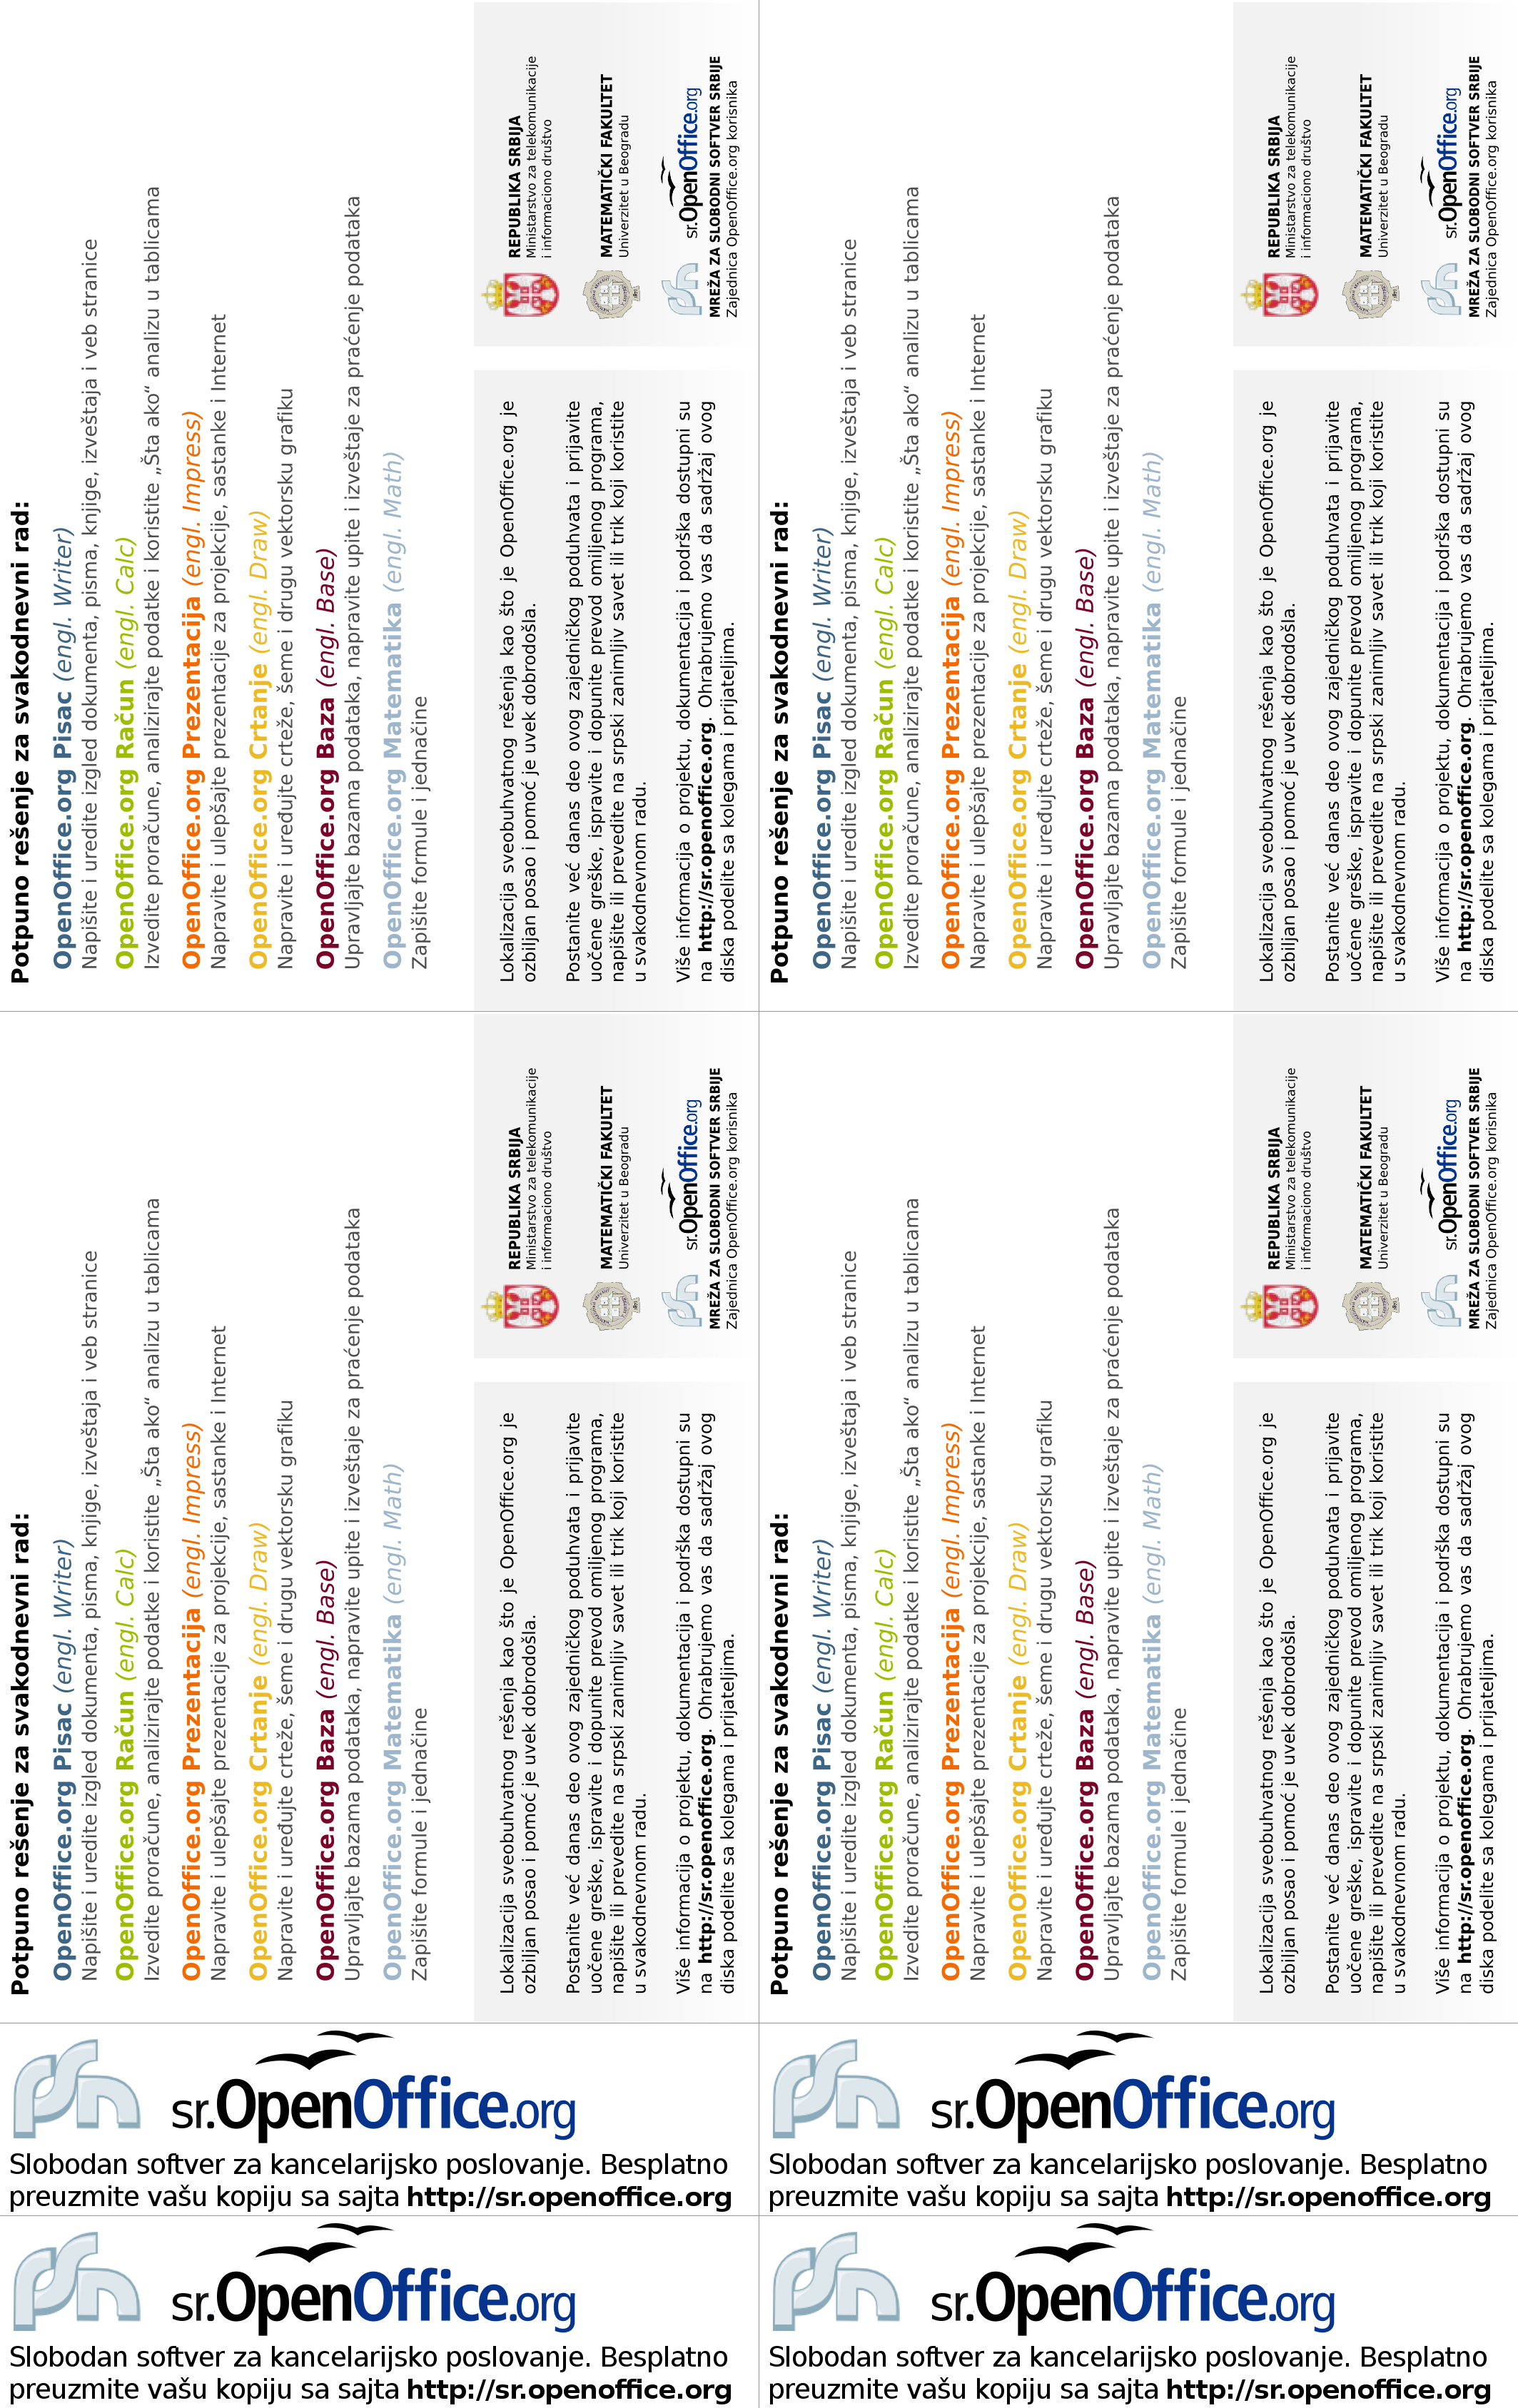 Potpuno rešenje za svakodnevni rad:
OpenOffice.org Pisac (engl. Writer)
Napišite i uredite izgled dokumenta, pisma, knjige, izveštaja i veb stranice
OpenOffice.org Račun (engl. Calc)
Izvedite proračune, analizirajte podatke i koristite „Šta ako“ analizu u tablicama
OpenOffice.org Prezentacija (engl. Impress)
Napravite i ulepšajte prezentacije za projekcije, sastanke i Internet
OpenOffice.org Crtanje (engl. Draw)
Napravite i uređujte crteže, šeme i drugu vektorsku grafiku
OpenOffice.org Baza (engl. Base)
Upravljajte bazama podataka, napravite upite i izveštaje za praćenje podataka
OpenOffice.org Matematika (engl. Math)
Zapišite formule i jednačine
Lokalizacija sveobuhvatnog rešenja kao što je OpenOffice.org je
ozbiljan posao i pomoć je uvek dobrodošla.
Postanite već danas deo ovog zajedničkog poduhvata i prijavite
uočene greške, ispravite i dopunite prevod omiljenog programa,
napišite ili prevedite na srpski zanimljiv savet ili trik koji koristite
u svakodnevnom radu.
Više informacija o projektu, dokumentacija i podrška dostupni su
na http://sr.openoffice.org. Ohrabrujemo vas da sadržaj ovog
diska podelite sa kolegama i prijateljima.
REPUBLIKA SRBIJA
Ministarstvo za telekomunikacije
i informaciono društvo
MATEMATIČKI FAKULTET
Univerzitet u Beogradu
sr.OpenOffice.org
MREŽA ZA SLOBODNI SOFTVER SRBIJE
Zajednica OpenOffice.org korisnika
Potpuno rešenje za svakodnevni rad:
OpenOffice.org Pisac (engl. Writer)
Napišite i uredite izgled dokumenta, pisma, knjige, izveštaja i veb stranice
OpenOffice.org Račun (engl. Calc)
Izvedite proračune, analizirajte podatke i koristite „Šta ako“ analizu u tablicama
OpenOffice.org Prezentacija (engl. Impress)
Napravite i ulepšajte prezentacije za projekcije, sastanke i Internet
OpenOffice.org Crtanje (engl. Draw)
Napravite i uređujte crteže, šeme i drugu vektorsku grafiku
OpenOffice.org Baza (engl. Base)
Upravljajte bazama podataka, napravite upite i izveštaje za praćenje podataka
OpenOffice.org Matematika (engl. Math)
Zapišite formule i jednačine
Lokalizacija sveobuhvatnog rešenja kao što je OpenOffice.org je
ozbiljan posao i pomoć je uvek dobrodošla.
Postanite već danas deo ovog zajedničkog poduhvata i prijavite
uočene greške, ispravite i dopunite prevod omiljenog programa,
napišite ili prevedite na srpski zanimljiv savet ili trik koji koristite
u svakodnevnom radu.
Više informacija o projektu, dokumentacija i podrška dostupni su
na http://sr.openoffice.org. Ohrabrujemo vas da sadržaj ovog
diska podelite sa kolegama i prijateljima.
REPUBLIKA SRBIJA
Ministarstvo za telekomunikacije
i informaciono društvo
MATEMATIČKI FAKULTET
Univerzitet u Beogradu
sr.OpenOffice.org
MREŽA ZA SLOBODNI SOFTVER SRBIJE
Zajednica OpenOffice.org korisnika
Potpuno rešenje za svakodnevni rad:
OpenOffice.org Pisac (engl. Writer)
Napišite i uredite izgled dokumenta, pisma, knjige, izveštaja i veb stranice
OpenOffice.org Račun (engl. Calc)
Izvedite proračune, analizirajte podatke i koristite „Šta ako“ analizu u tablicama
OpenOffice.org Prezentacija (engl. Impress)
Napravite i ulepšajte prezentacije za projekcije, sastanke i Internet
OpenOffice.org Crtanje (engl. Draw)
Napravite i uređujte crteže, šeme i drugu vektorsku grafiku
OpenOffice.org Baza (engl. Base)
Upravljajte bazama podataka, napravite upite i izveštaje za praćenje podataka
OpenOffice.org Matematika (engl. Math)
Zapišite formule i jednačine
Lokalizacija sveobuhvatnog rešenja kao što je OpenOffice.org je
ozbiljan posao i pomoć je uvek dobrodošla.
Postanite već danas deo ovog zajedničkog poduhvata i prijavite
uočene greške, ispravite i dopunite prevod omiljenog programa,
napišite ili prevedite na srpski zanimljiv savet ili trik koji koristite
u svakodnevnom radu.
Više informacija o projektu, dokumentacija i podrška dostupni su
na http://sr.openoffice.org. Ohrabrujemo vas da sadržaj ovog
diska podelite sa kolegama i prijateljima.
REPUBLIKA SRBIJA
Ministarstvo za telekomunikacije
i informaciono društvo
MATEMATIČKI FAKULTET
Univerzitet u Beogradu
sr.OpenOffice.org
MREŽA ZA SLOBODNI SOFTVER SRBIJE
Zajednica OpenOffice.org korisnika
Potpuno rešenje za svakodnevni rad:
OpenOffice.org Pisac (engl. Writer)
Napišite i uredite izgled dokumenta, pisma, knjige, izveštaja i veb stranice
OpenOffice.org Račun (engl. Calc)
Izvedite proračune, analizirajte podatke i koristite „Šta ako“ analizu u tablicama
OpenOffice.org Prezentacija (engl. Impress)
Napravite i ulepšajte prezentacije za projekcije, sastanke i Internet
OpenOffice.org Crtanje (engl. Draw)
Napravite i uređujte crteže, šeme i drugu vektorsku grafiku
OpenOffice.org Baza (engl. Base)
Upravljajte bazama podataka, napravite upite i izveštaje za praćenje podataka
OpenOffice.org Matematika (engl. Math)
Zapišite formule i jednačine
Lokalizacija sveobuhvatnog rešenja kao što je OpenOffice.org je
ozbiljan posao i pomoć je uvek dobrodošla.
Postanite već danas deo ovog zajedničkog poduhvata i prijavite
uočene greške, ispravite i dopunite prevod omiljenog programa,
napišite ili prevedite na srpski zanimljiv savet ili trik koji koristite
u svakodnevnom radu.
Više informacija o projektu, dokumentacija i podrška dostupni su
na http://sr.openoffice.org. Ohrabrujemo vas da sadržaj ovog
diska podelite sa kolegama i prijateljima.
REPUBLIKA SRBIJA
Ministarstvo za telekomunikacije
i informaciono društvo
MATEMATIČKI FAKULTET
Univerzitet u Beogradu
sr.OpenOffice.org
MREŽA ZA SLOBODNI SOFTVER SRBIJE
Zajednica OpenOffice.org korisnika
sr.OpenOffice.org
Slobodan softver za kancelarijsko poslovanje. Besplatno
preuzmite vašu kopiju sa sajta http://sr.openoffice.org
sr.OpenOffice.org
Slobodan softver za kancelarijsko poslovanje. Besplatno
preuzmite vašu kopiju sa sajta http://sr.openoffice.org
sr.OpenOffice.org
Slobodan softver za kancelarijsko poslovanje. Besplatno
preuzmite vašu kopiju sa sajta http://sr.openoffice.org
sr.OpenOffice.org
Slobodan softver za kancelarijsko poslovanje. Besplatno
preuzmite vašu kopiju sa sajta http://sr.openoffice.org